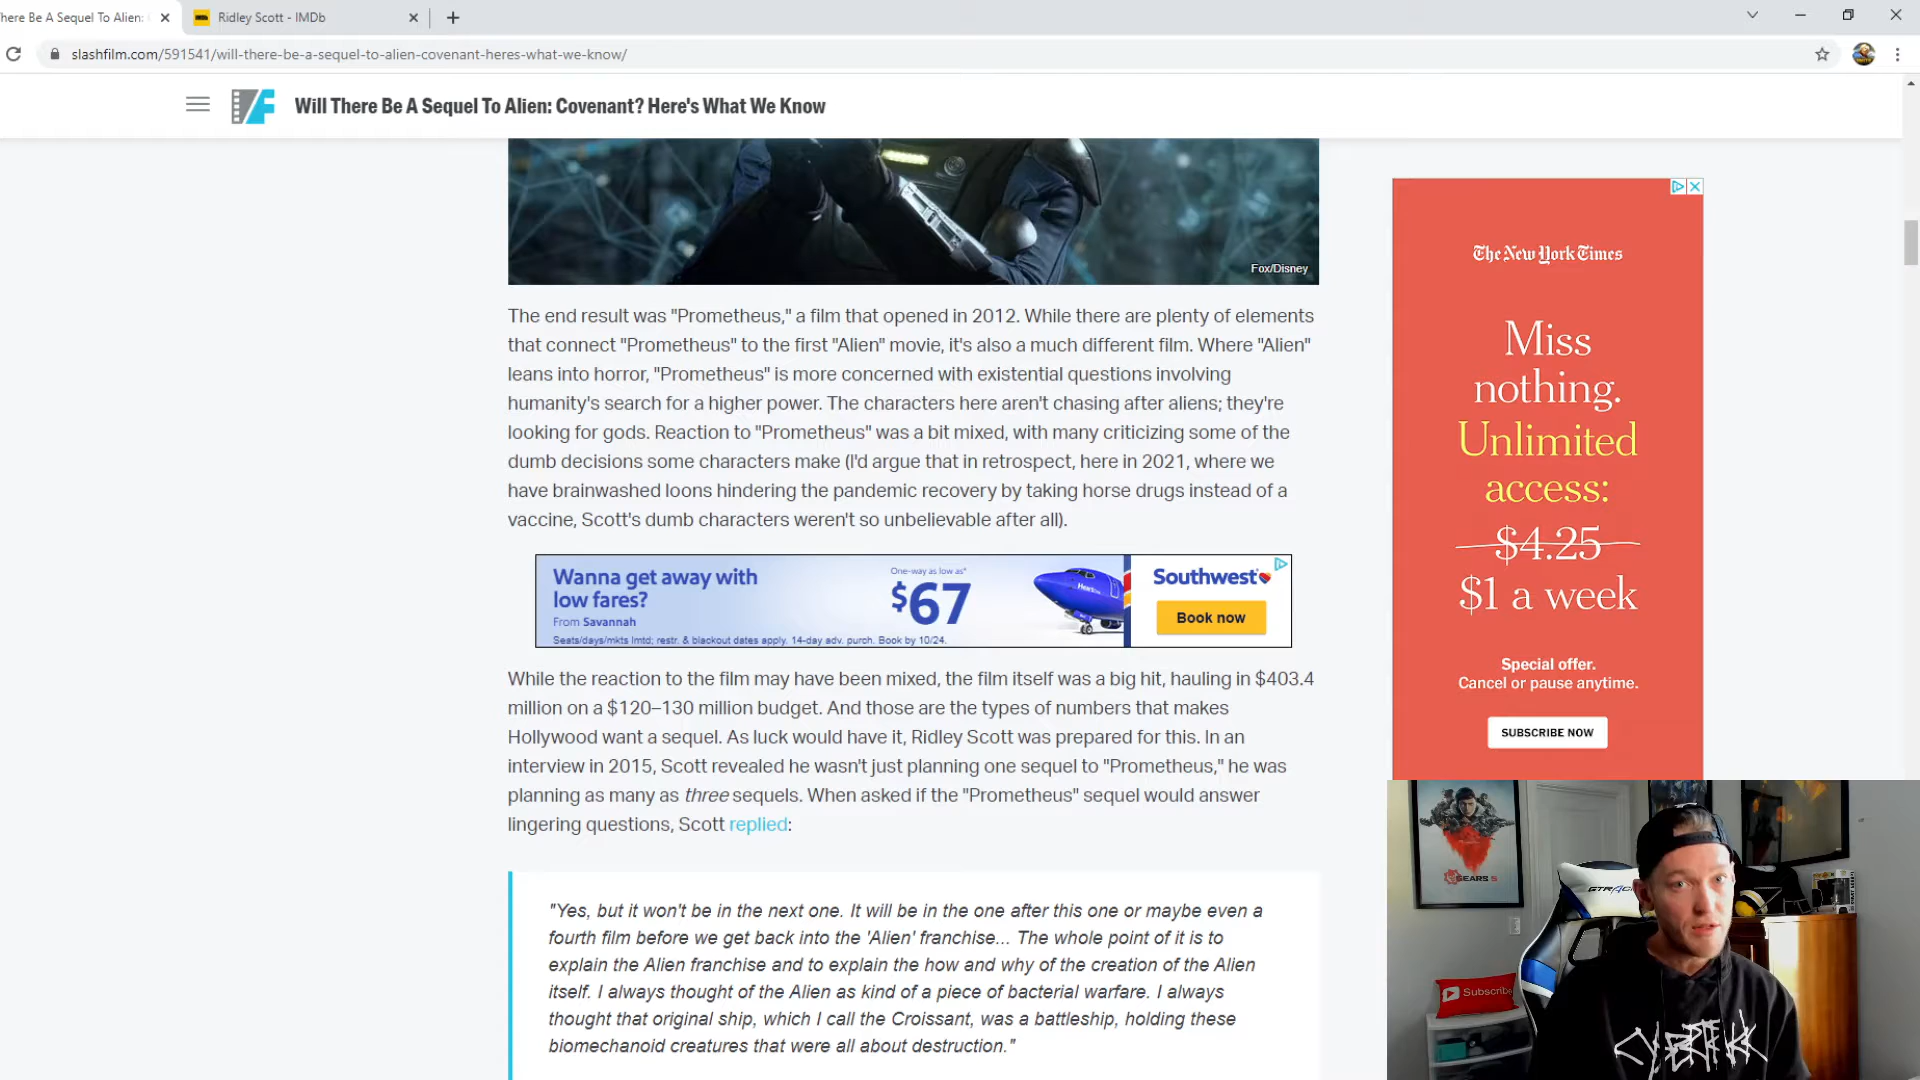 here Be A Sequel To Alien:
Ridley Scott - IMDb
slashfilm.com/591541/will-there-be-a-sequel-to-alien-covenant-heres-what-we-know/
Will There Be A Sequel To Alien: Covenant? Here's What We Know
Fox/Disney
The end result was "Prometheus," a film that opened in 2012. While there are plenty of elements
that connect "Prometheus" to the first "Alien" movie, it's also a much different film. Where "Alien"
leans into horror, "Prometheus" is more concerned with existential questions involving
humanity's search for a higher power. The characters here aren't chasing after aliens; they're
looking for gods. Reaction to "Prometheus" was a bit mixed, with many criticizing some of the
dumb decisions some characters make (I'd argue that in retrospect, here in 2021, where we
have brainwashed loons hindering the pandemic recovery by taking horse drugs instead of a
vaccine, Scott's dumb characters weren't so unbelievable after all).
Wanna get away with
low fares?
From Savannah
Seats/days/mkts lmtd; restr. & blackout dates apply. 14-day adv. purch. Book by 10/24.
One-way as low as*
$67
Southwest
Book now
While the reaction to the film may have been mixed, the film itself was a big hit, hauling in $403.4
million on a $120–130 million budget. And those are the types of numbers that makes
Hollywood want a sequel. As luck would have it, Ridley Scott was prepared for this. In an
interview in 2015, Scott revealed he wasn't just planning one sequel to "Prometheus," he was
planning as many as three sequels. When asked if the "Prometheus" sequel would answer
lingering questions, Scott replied:
"Yes, but it won't be in the next one. It will be in the one after this one or maybe even a
fourth film before we get back into the 'Alien' franchise... The whole point of it is to
explain the Alien franchise and to explain the how and why of the creation of the Alien
itself. I always thought of the Alien as kind of a piece of bacterial warfare. I always
thought that original ship, which I call the Croissant, was a battleship, holding these
biomechanoid creatures that were all about destruction."
The New York Times
Miss
nothing.
Unlimited
access:
$4.25
$1 a week
Special offer.
Cancel or pause anytime.
SUBSCRIBE NOW
GEARS 5
Subscribe